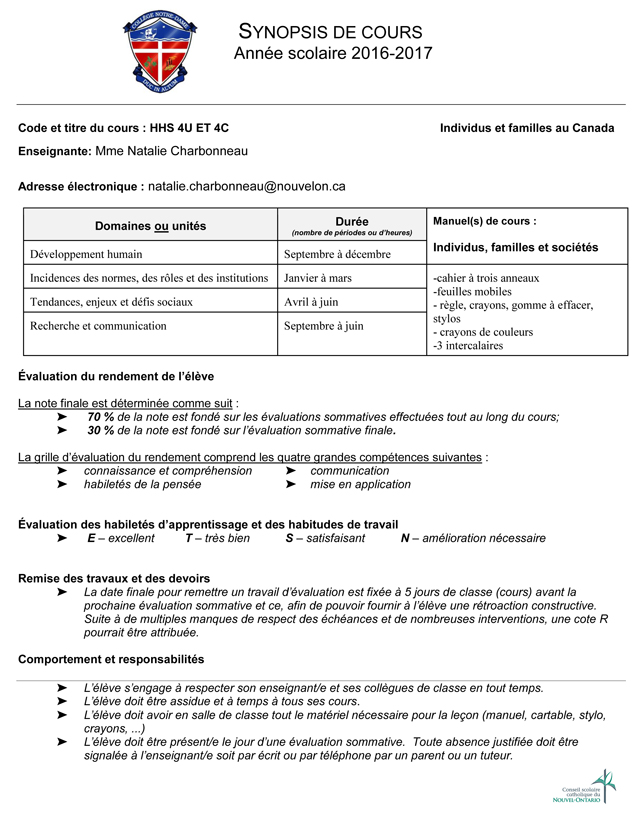 COLLÈGE NOTRE-DAME
DUC IN ALTUM
SYNOPSIS DE COURS
Année scolaire 2016-2017
Code et titre du cours : HHS 4U ET 4C
Individus et familles au Canada
Enseignante: Mme Natalie Charbonneau
Adresse électronique : natalie.charbonneau@nouvelon.ca
Domaines ou unités
Durée
(nombre de périodes ou d'heures)
Manuel(s) de cours :
Individus, familles et sociétés
Développement humain
Septembre à décembre
Incidences des normes, des rôles et des institutions
Janvier à mars
Tendances, enjeux et défis sociaux
Avril à juin
Recherche et communication
Septembre à juin
-cahier à trois anneaux
-feuilles mobiles
- règle, crayons, gomme à effacer,
stylos
- crayons de couleurs
-3 intercalaires
Évaluation du rendement de l'élève
La note finale est déterminée comme suit :
➤ 70 % de la note est fondé sur les évaluations sommatives effectuées tout au long du cours;
➤ 30 % de la note est fondé sur l'évaluation sommative finale.
La grille d'évaluation du rendement comprend les quatre grandes compétences suivantes :
➤ connaissance et compréhension ➤ communication
➤ habiletés de la pensée ➤ mise en application
Évaluation des habiletés d'apprentissage et des habitudes de travail
➤ E – excellent T – très bien S – satisfaisant N – amélioration nécessaire
Remise des travaux et des devoirs
➤ La date finale pour remettre un travail d'évaluation est fixée à 5 jours de classe (cours) avant la
prochaine évaluation sommative et ce, afin de pouvoir fournir à l'élève une rétroaction constructive.
Suite à de multiples manques de respect des échéances et de nombreuses interventions, une cote R
pourrait être attribuée.
Comportement et responsabilités
➤ L'élève s'engage à respecter son enseignant/e et ses collègues de classe en tout temps.
➤ L'élève doit être assidue et à temps à tous ses cours.
➤ L'élève doit avoir en salle de classe tout le matériel nécessaire pour la leçon (manuel, cartable, stylo,
crayons, ...)
➤ L'élève doit être présent/e le jour d'une évaluation sommative. Toute absence justifiée doit être
signalée à l'enseignant/e soit par écrit ou par téléphone par un parent ou un tuteur.
Conseil scolaire
catholique du
NOUVEL-ONTARIO